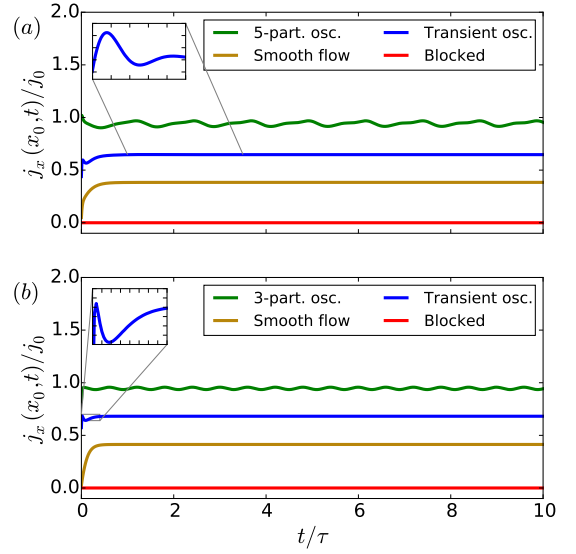 (a)
2.0
1.5
1.0
0.5
0.0
j_x(x_0,t)/j_0
5-part. osc.
Transient osc.
Smooth flow
Blocked
(b)
2.0
1.5
1.0
0.5
0.0
j_x(x_0,t)/j_0
3-part. osc.
Transient osc.
Smooth flow
Blocked
0 2 4 6 8 10
t/τ